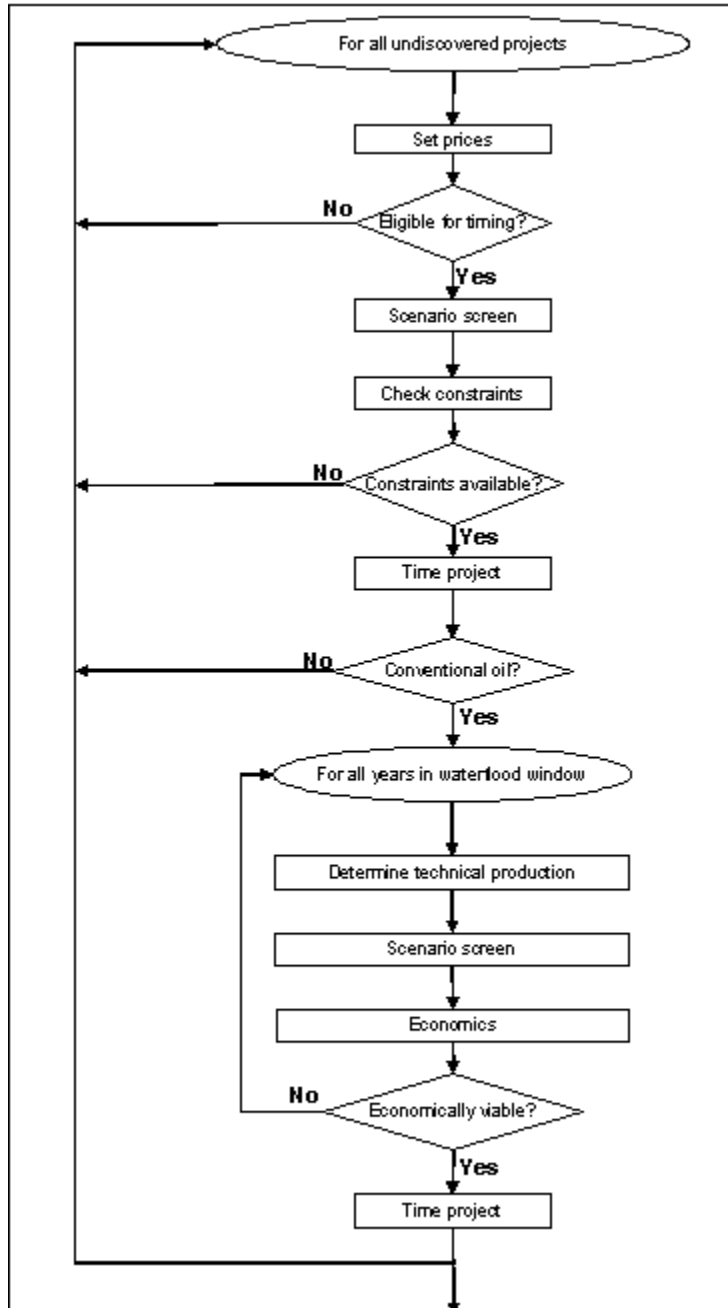 For all undiscovered projects
Set prices
No
Eligible for timing?
Yes
Scenario screen
Check constraints
No
Constraints available?
Yes
Time project
No
Conventional oil?
Yes
For all years in waterflood window
Determine technical production
Scenario screen
Economics
No
Economically viable?
Yes
Time project